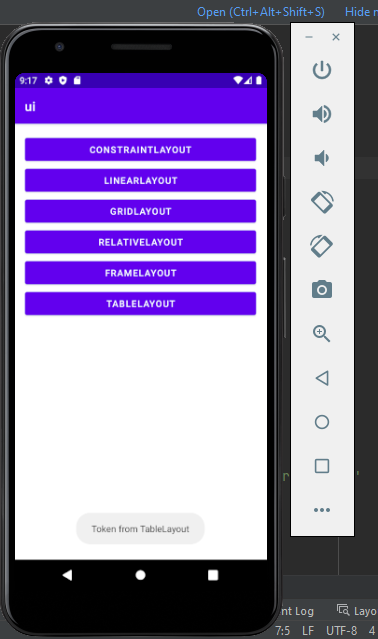 Open (Ctrl+Alt+Shift+S) Hide n
9:17
ui
CONSTRAINTLAYOUT
LINEARLAYOUT
GRIDLAYOUT
RELATIVELAYOUT
FRAMELAYOUT
TABLELAYOUT
Token from TableLayout
nt Log Layo
7:5 LF UTF-8 4